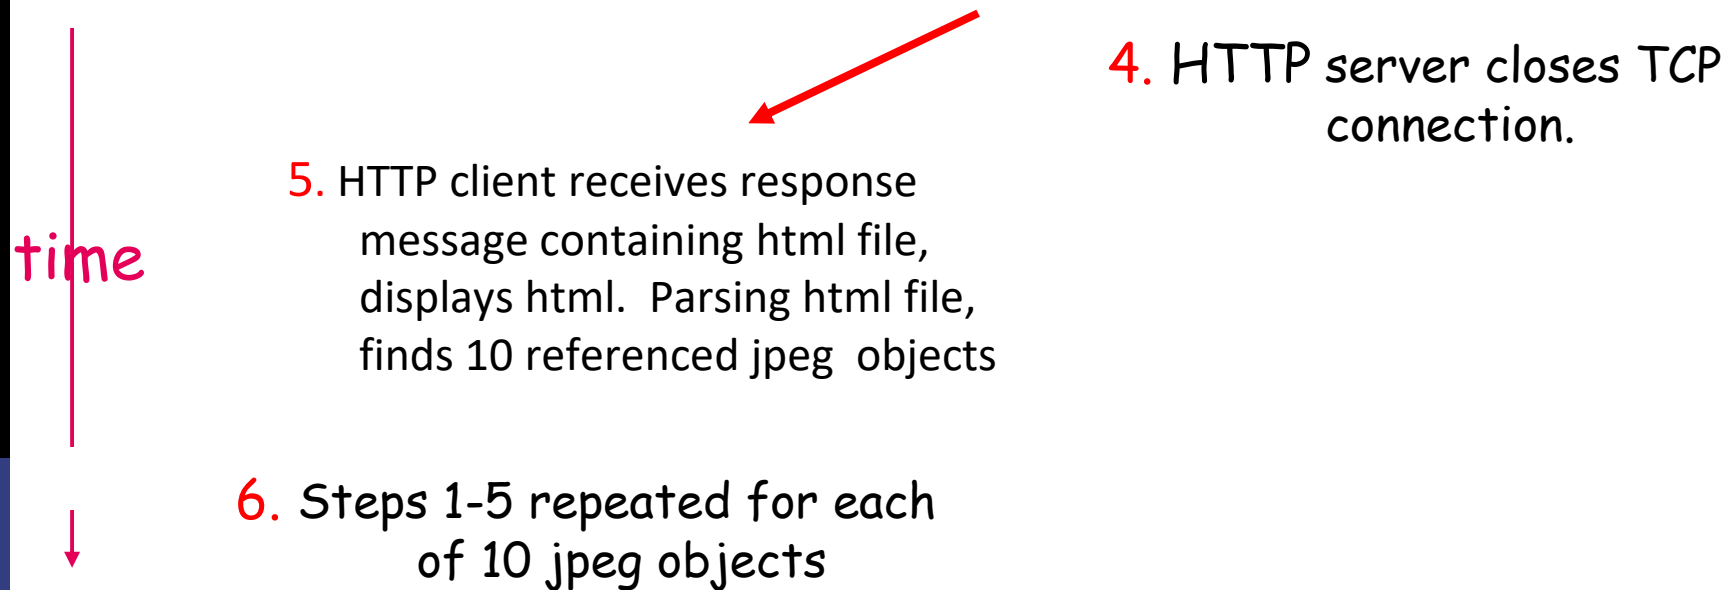 4. HTTP server closes TCP
connection.
5. HTTP client receives response
message containing html file,
displays html.  Parsing html file,
finds 10 referenced jpeg  objects
time
6. Steps 1-5 repeated for each
of 10 jpeg objects